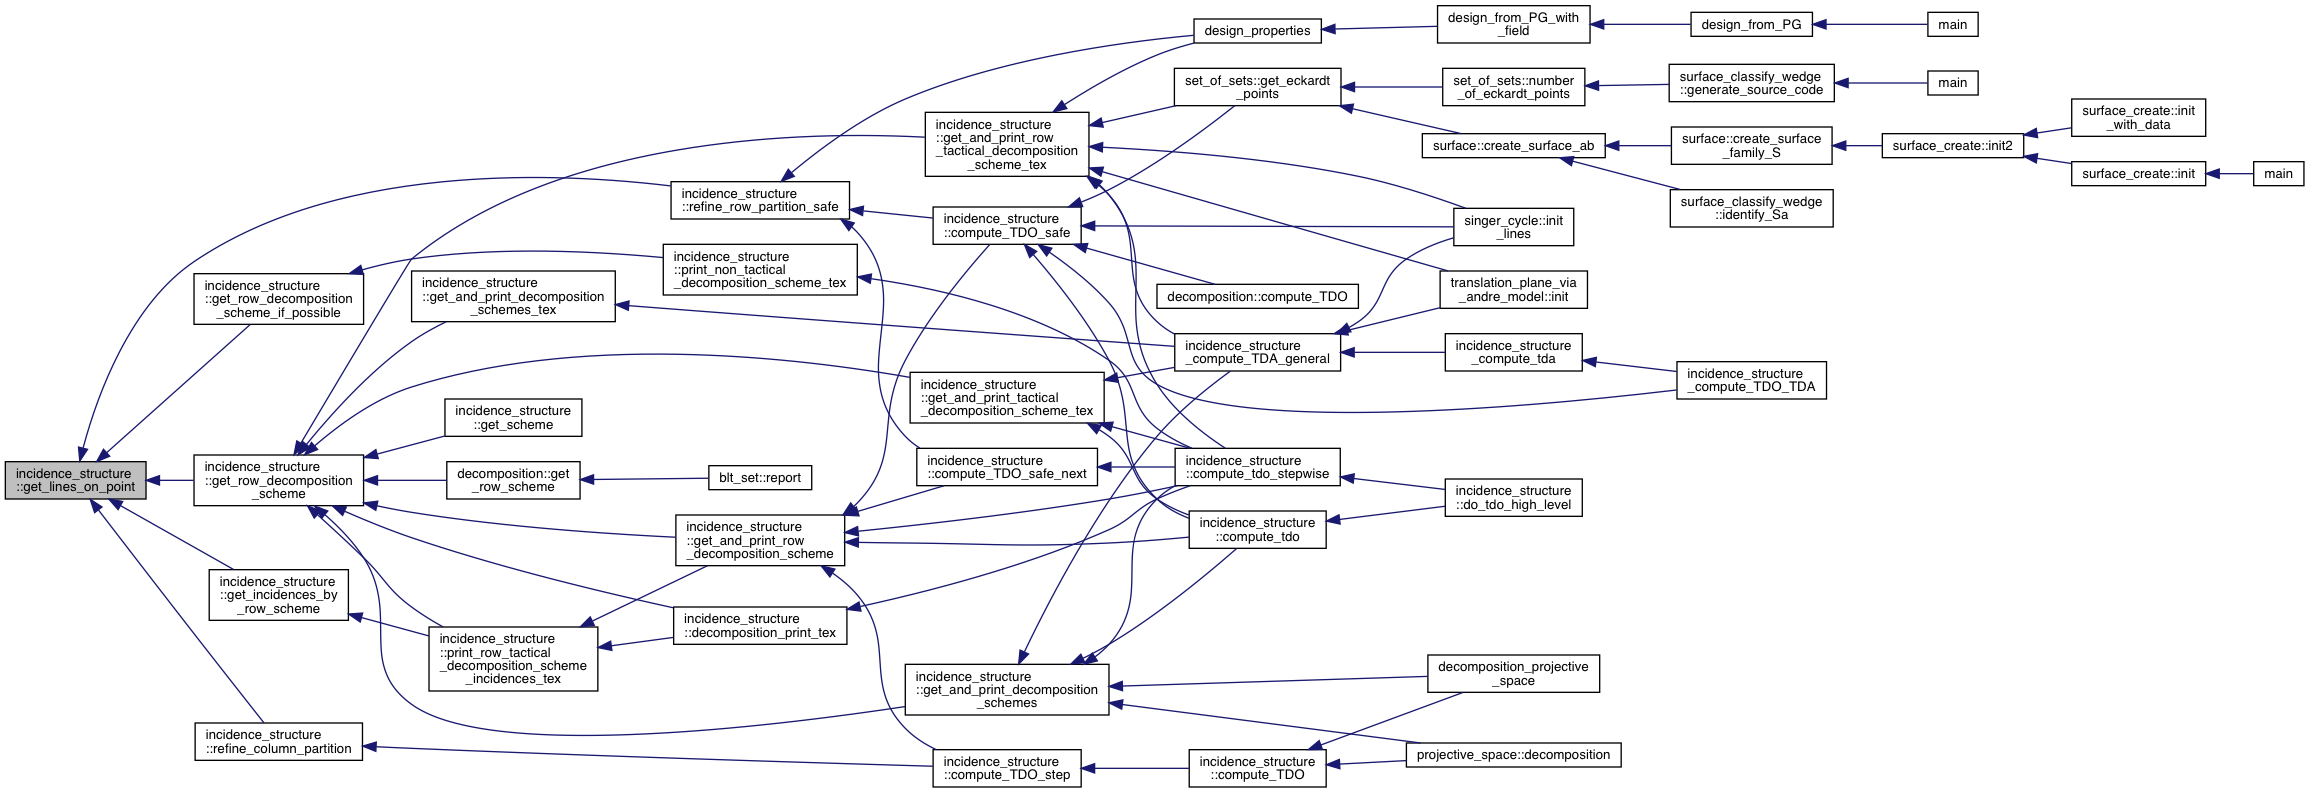 incidence_structure
::get_lines_on_point
incidence_structure
::get_row_decomposition
_scheme_if_possible
incidence_structure
::get_row_decomposition
_scheme
incidence_structure
::get_incidences_by
_row_scheme
incidence_structure
::refine_column_partition
incidence_structure
::get_and_print_decomposition
_schemes_tex
incidence_structure
::get_scheme
decomposition::get
_row_scheme
incidence_structure
::print_row_tactical
_decomposition_scheme
_incidences_tex
incidence_structure
::refine_row_partition_safe
incidence_structure
::print_non_tactical
_decomposition_scheme_tex
blt_set::report
incidence_structure
::get_and_print_row
_decomposition_scheme
incidence_structure
::decomposition_print_tex
incidence_structure
::get_and_print_row
_tactical_decomposition
_scheme_tex
incidence_structure
::compute_TDO_safe
incidence_structure
::get_and_print_tactical
_decomposition_scheme_tex
incidence_structure
::compute_TDO_safe_next
incidence_structure
::get_and_print_decomposition
_schemes
incidence_structure
::compute_TDO_step
design_properties
set_of_sets::get_eckardt
_points
decomposition::compute_TDO
incidence_structure
_compute_TDA_general
incidence_structure
::compute_tdo_stepwise
incidence_structure
::compute_tdo
incidence_structure
::compute_TDO
design_from_PG_with
_field
set_of_sets::number
_of_eckardt_points
surface::create_surface_ab
singer_cycle::init
_lines
translation_plane_via
_andre_model::init
incidence_structure
_compute_tda
incidence_structure
::do_tdo_high_level
decomposition_projective
_space
projective_space::decomposition
design_from_PG
surface_classify_wedge
::generate_source_code
surface::create_surface
_family_S
surface_classify_wedge
::identify_Sa
incidence_structure
_compute_TDO_TDA
main
main
surface_create::init2
surface_create::init
_with_data
surface_create::init
main